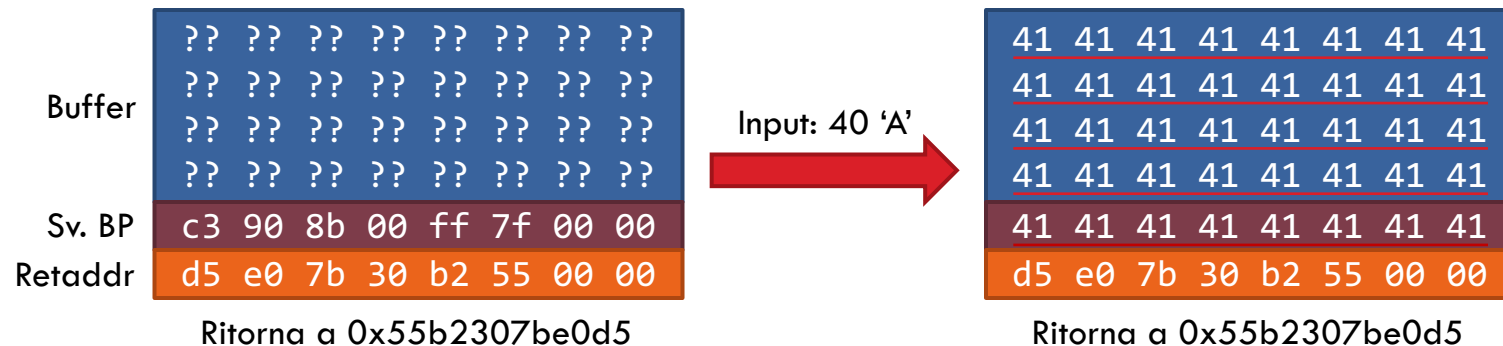 Buffer
?? ?? ?? ?? ?? ?? ?? ??
?? ?? ?? ?? ?? ?? ?? ??
?? ?? ?? ?? ?? ?? ?? ??
?? ?? ?? ?? ?? ?? ?? ??
Sv. BP c3 90 8b 00 ff 7f 00 00
Retaddr d5 e0 7b 30 b2 55 00 00
Ritorna a 0x55b2307be0d5
Input: 40 ‘A’
41 41 41 41 41 41 41 41
41 41 41 41 41 41 41 41
41 41 41 41 41 41 41 41
41 41 41 41 41 41 41 41
41 41 41 41 41 41 41 41
d5 e0 7b 30 b2 55 00 00
Ritorna a 0x55b2307be0d5